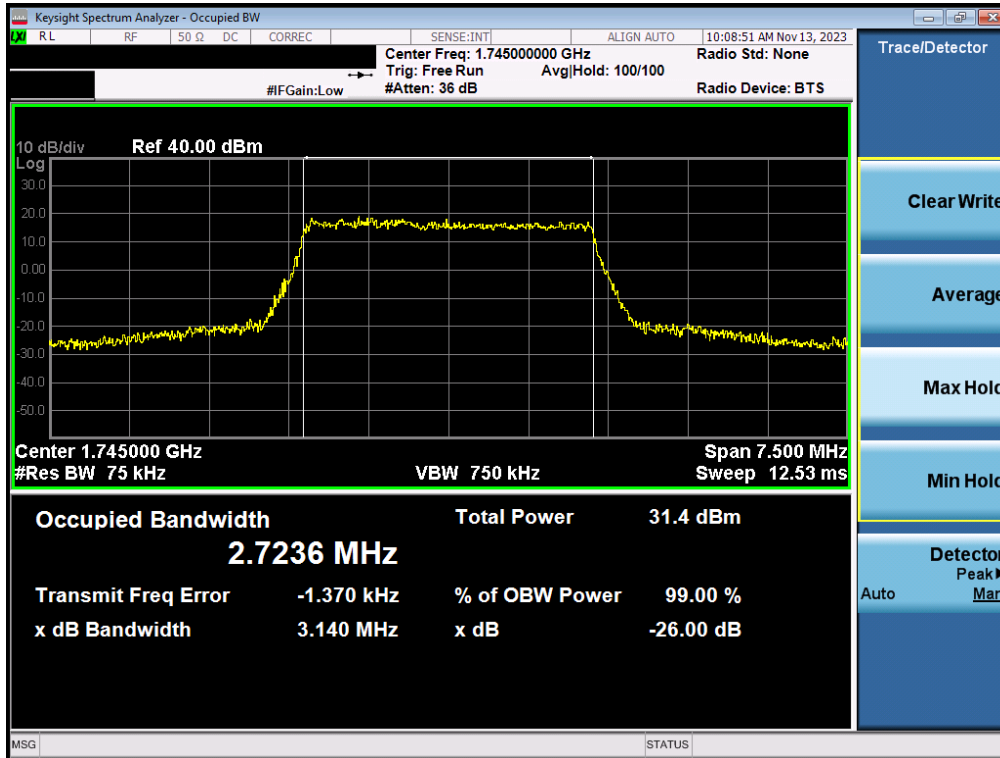 Keysight Spectrum Analyzer - Occupied BW
LXI RL RF 50 Ω DC CORREC SENSE:INT ALIGN AUTO 10:08:51 AM Nov 13, 2023
Center Freq: 1.745000000 GHz Radio Std: None
Trig: Free Run Avg|Hold: 100/100
#IFGain:Low #Atten: 36 dB Radio Device: BTS
Trace/Detector
10 dB/div Ref 40.00 dBm
Log
30.0
20.0
10.0
0.00
-10.0
-20.0
-30.0
-40.0
-50.0
Center 1.745000 GHz Span 7.500 MHz
#Res BW 75 kHz VBW 750 kHz Sweep 12.53 ms
Occupied Bandwidth Total Power 31.4 dBm
2.7236 MHz
Transmit Freq Error -1.370 kHz % of OBW Power 99.00 %
x dB Bandwidth 3.140 MHz x dB -26.00 dB
Clear Write
Average
Max Hold
Min Hold
Detector
Peak
Auto Man
MSG STATUS